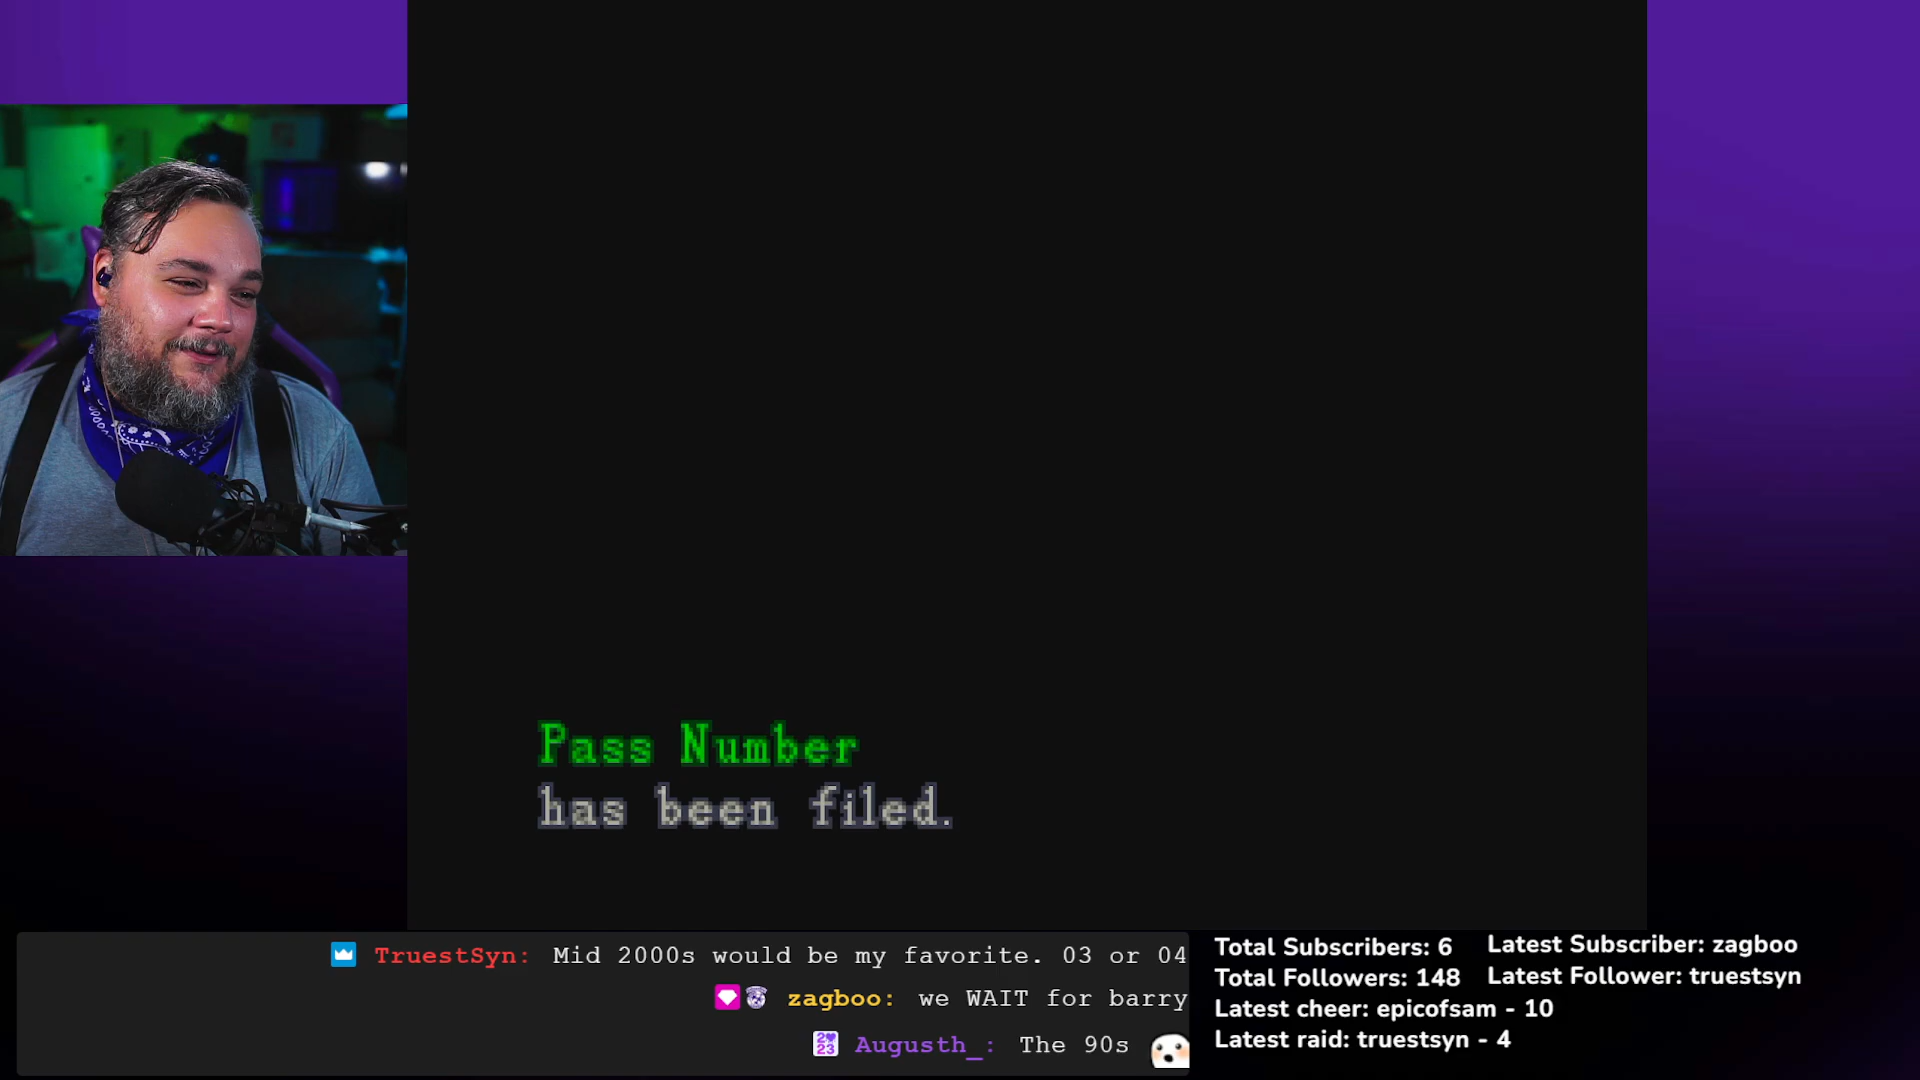 Pass Number
has been filed.
TruestSyn: Mid 2000s would be my favorite. 03 or 04
zagboo: we WAIT for barry
2023 Augusth_: The 90s
Total Subscribers: 6
Latest Subscriber: zagboo
Total Followers: 148
Latest Follower: truestsyn
Latest cheer: epicofsam - 10
Latest raid: truestsyn - 4